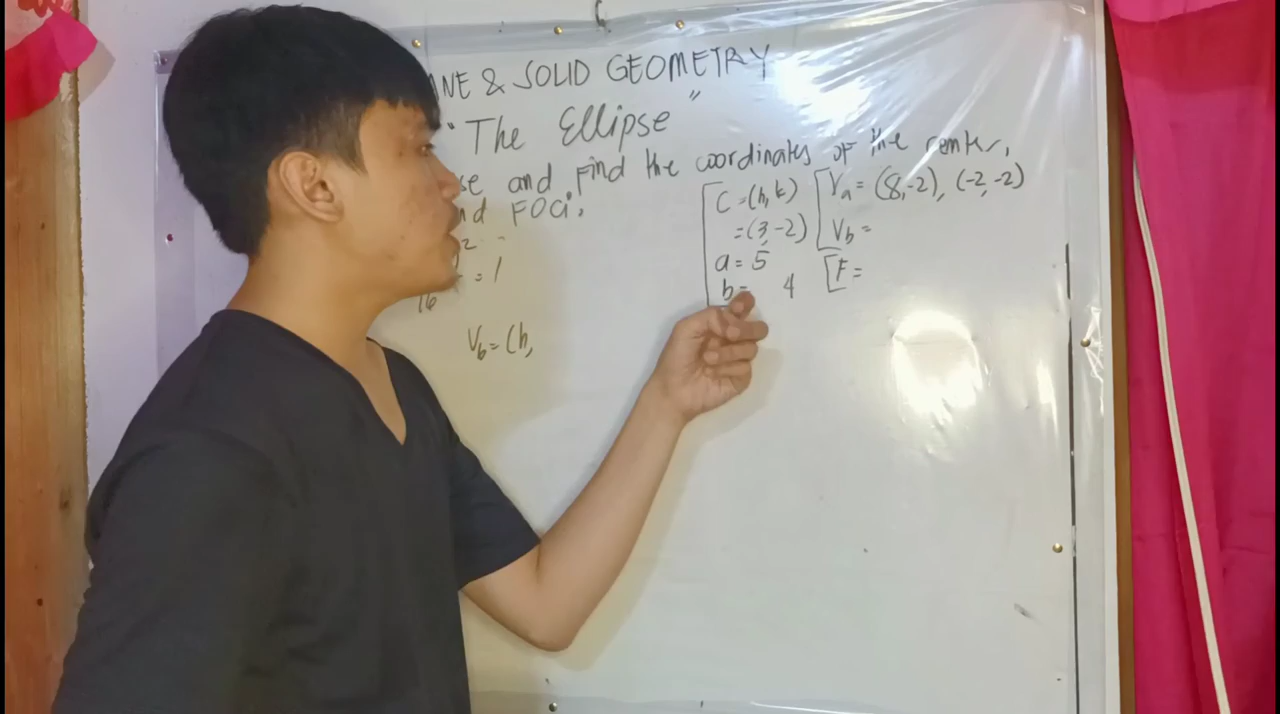 NE & SOLID GEOMETRY
"The Ellipse"
se and Find the coordinates of the center,
nd FOCi.
2
16 = 1
C = (h, k)
= (3, -2)
a = 5
b = 4
Va = (8, -2), (-2, -2)
Vb =
F =
Vb = (h,